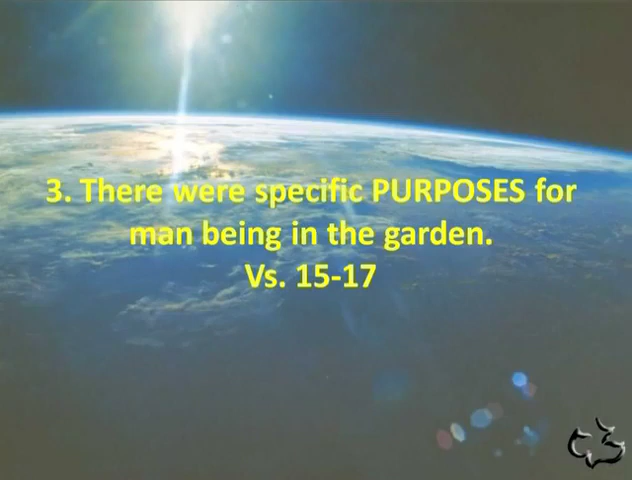 3. There were specific PURPOSES for
man being in the garden.
Vs. 15-17